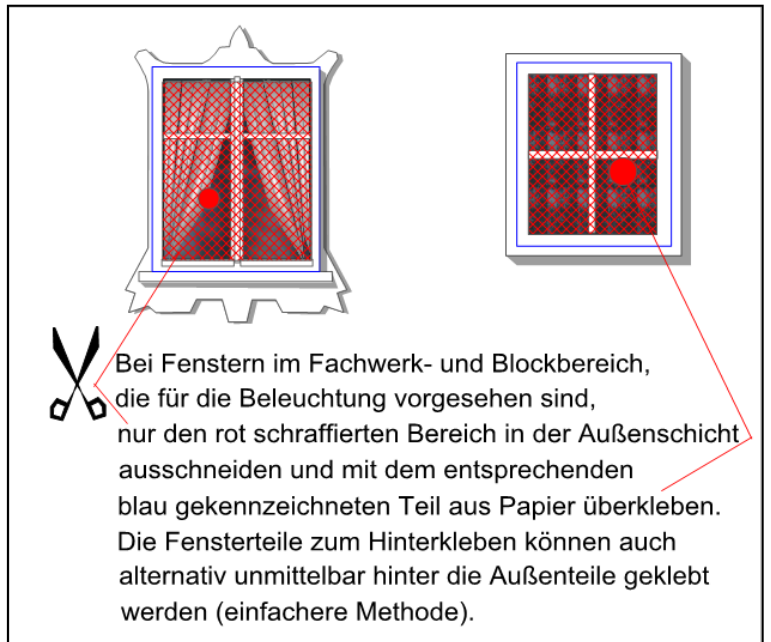 Bei Fenstern im Fachwerk- und Blockbereich,
die für die Beleuchtung vorgesehen sind,
nur den rot schraffierten Bereich in der Außenschicht
ausschneiden und mit dem entsprechenden
blau gekennzeichneten Teil aus Papier überkleben.
Die Fensterteile zum Hinterkleben können auch
alternativ unmittelbar hinter die Außenteile geklebt
werden (einfachere Methode).